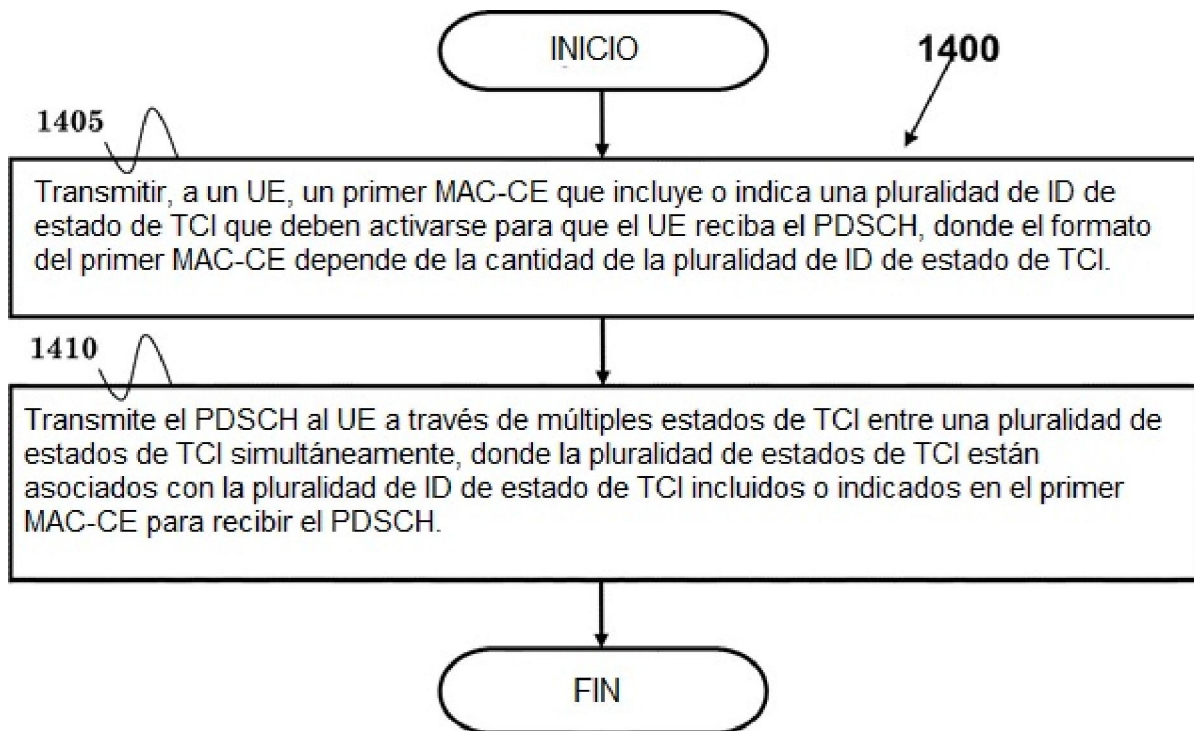 INICIO
1400
1405
Transmitir, a un UE, un primer MAC-CE que incluye o indica una pluralidad de ID de
estado de TCI que deben activarse para que el UE reciba el PDSCH, donde el formato
del primer MAC-CE depende de la cantidad de la pluralidad de ID de estado de TCI.
1410
Transmite el PDSCH al UE a través de múltiples estados de TCI entre una pluralidad de
estados de TCI simultáneamente, donde la pluralidad de estados de TCI están
asociados con la pluralidad de ID de estado de TCI incluidos o indicados en el primer
MAC-CE para recibir el PDSCH.
FIN